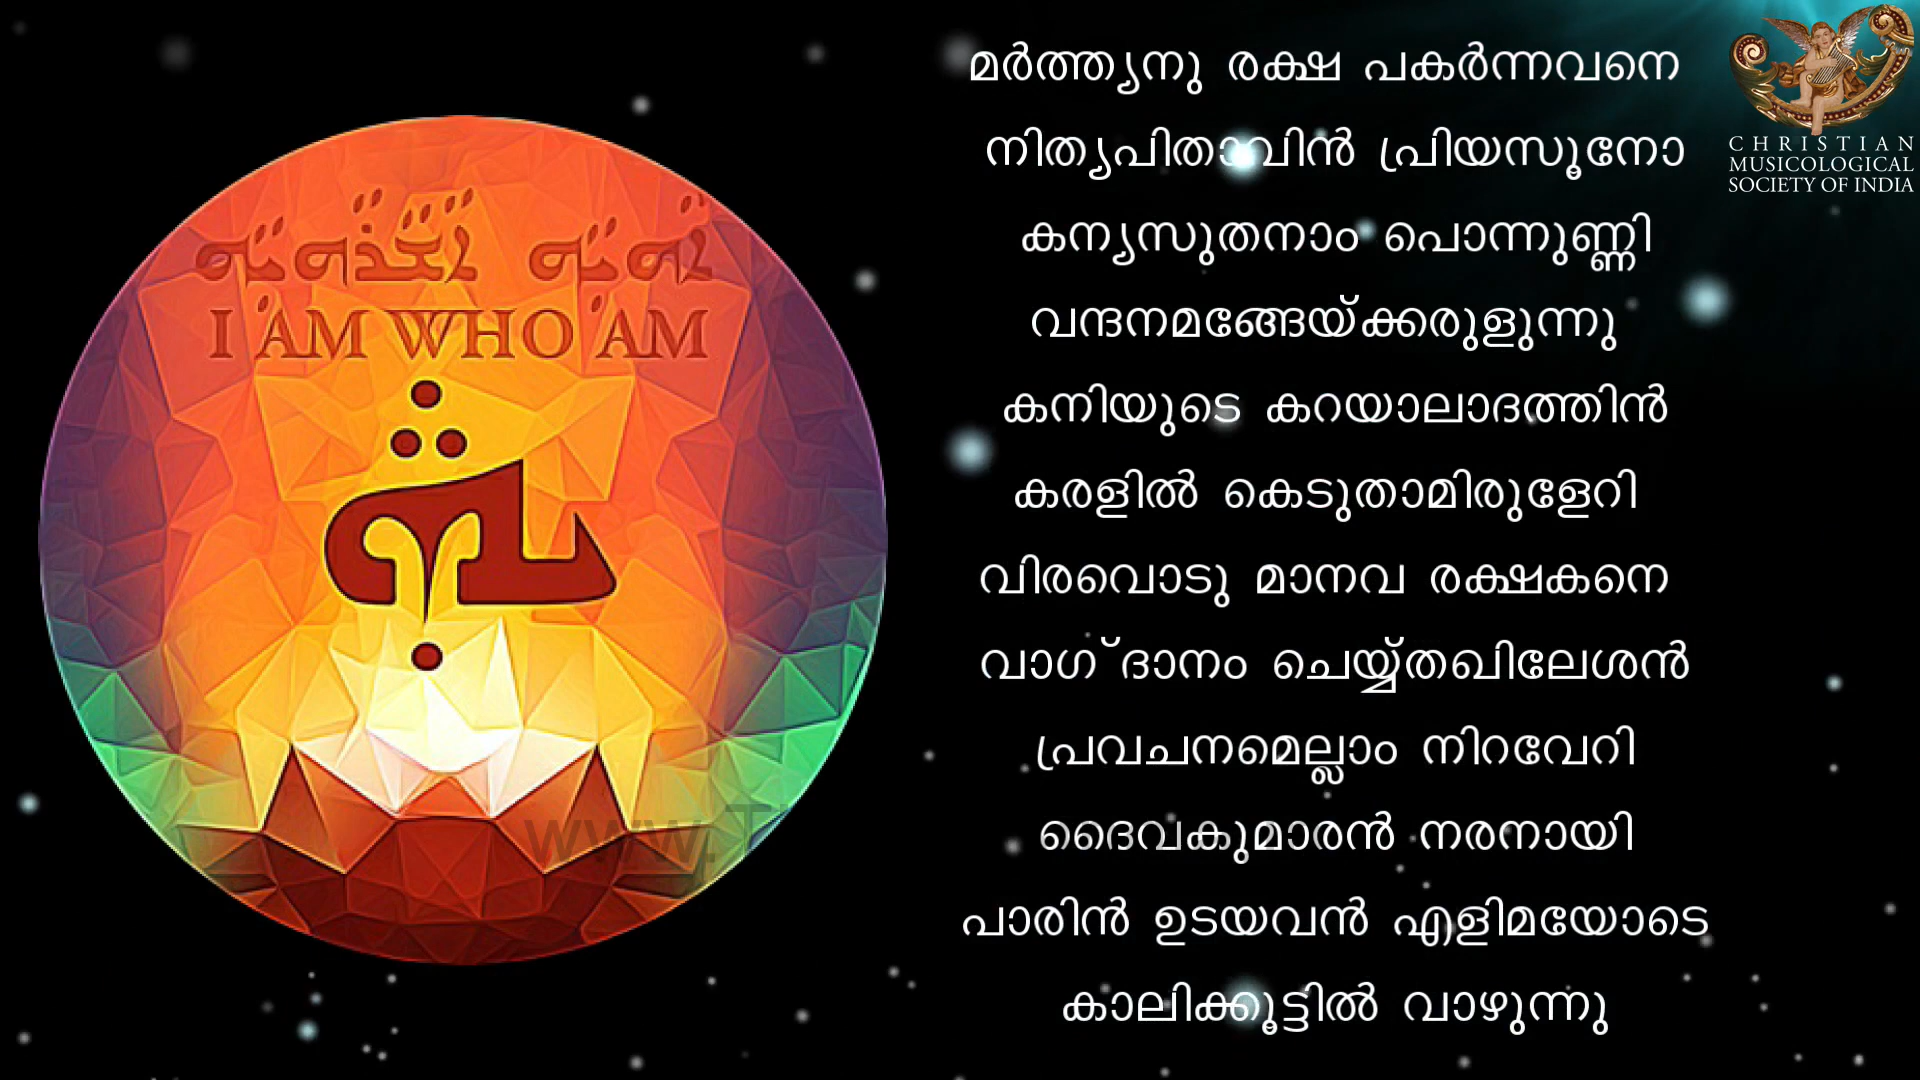 I AM WHO AM
മർത്ത്യനു രക്ഷ പകർന്നവനെ
നിത്യപിതാവിൻ പ്രിയസൂനോ
കന്യസുതനാം പൊന്നുണ്ണി
വന്ദനമങ്ങേയ്ക്കരുളുന്നു
കനിയുടെ കറയാലാദത്തിൻ
കരളിൽ കെടുതാമിരുളേറി
വിരവൊടു മാനവ രക്ഷകനെ
വാഗ്ദാനം ചെയ്യ്തഖിലേശൻ
പ്രവചനമെല്ലാം നിറവേറി
ദൈവകുമാരൻ നരനായി
പാരിൻ ഉടയവൻ എളിമയോടെ
കാലിക്കൂട്ടിൽ വാഴുന്നു
CHRISTIAN
MUSICOLOGICAL
SOCIETY OF INDIA
www.T